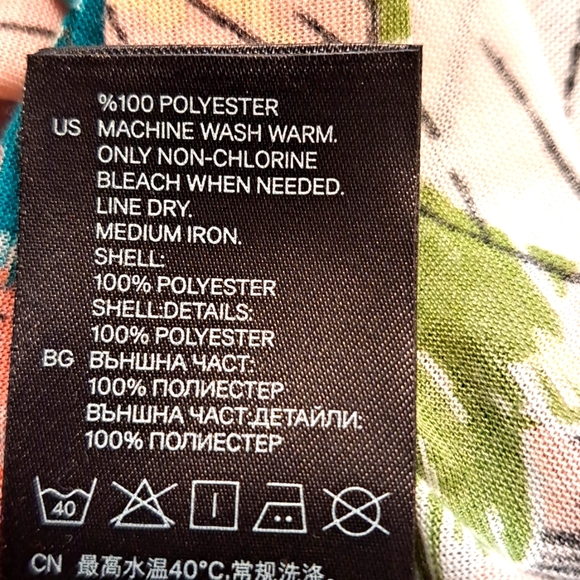 %100 POLYESTER
US MACHINE WASH WARM.
ONLY NON-CHLORINE
BLEACH WHEN NEEDED.
LINE DRY.
MEDIUM IRON.
SHELL:
100% POLYESTER
SHELL:DETAILS:
100% POLYESTER
BG ВЪНШНА ЧАСТ:
100% ПОЛИЕСТЕР
ВЪНШНА ЧАСТ:ДЕТАЙЛИ:
100% ПОЛИЕСТЕР
40
CN 最高水温40°C,常规洗涤。